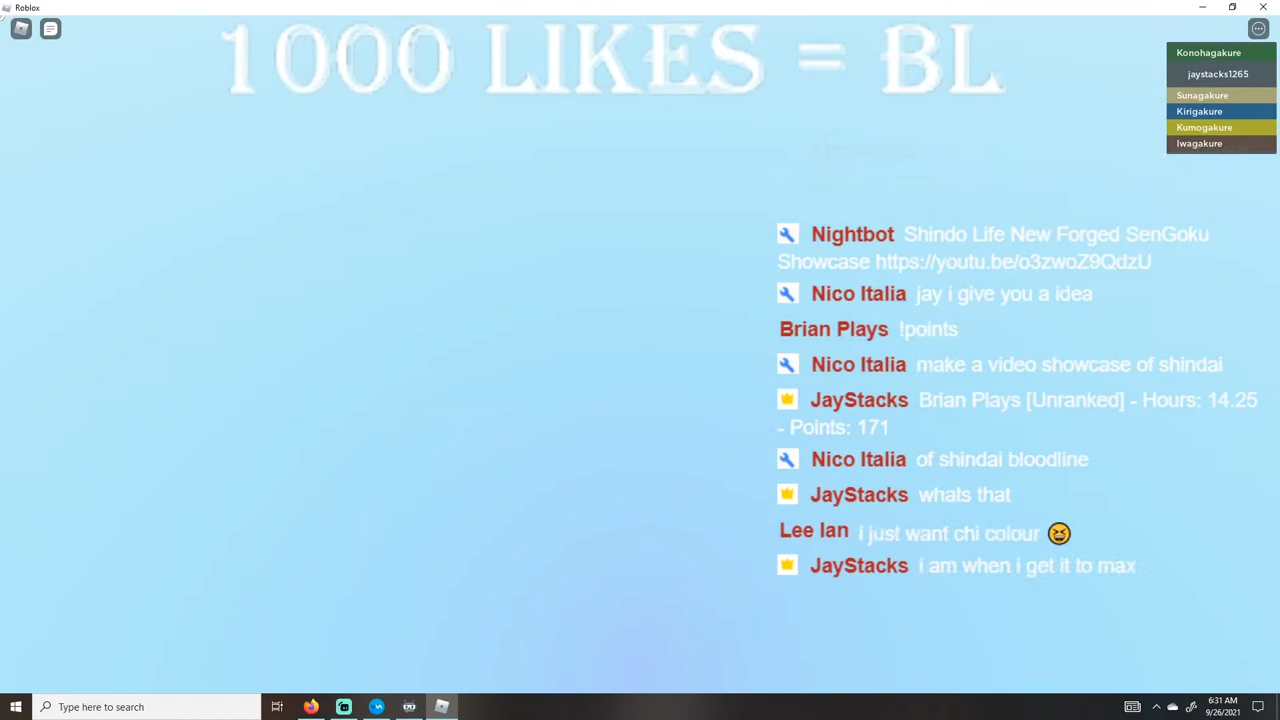 Roblox
1000 LIKES = BL
Konohagakure
jaystacks1265
Sunagakure
Kirigakure
Kumogakure
Iwagakure
Nightbot Shindo Life New Forged SenGoku
Showcase https://youtu.be/o3zwoZ9QdzU
Nico Italia jay i give you a idea
Brian Plays !points
Nico Italia make a video showcase of shindai
JayStacks Brian Plays [Unranked] - Hours: 14.25
- Points: 171
Nico Italia of shindai bloodline
JayStacks whats that
Lee Ian i just want chi colour 😆
JayStacks i am when i get it to max
Type here to search
6:31 AM
9/26/2021